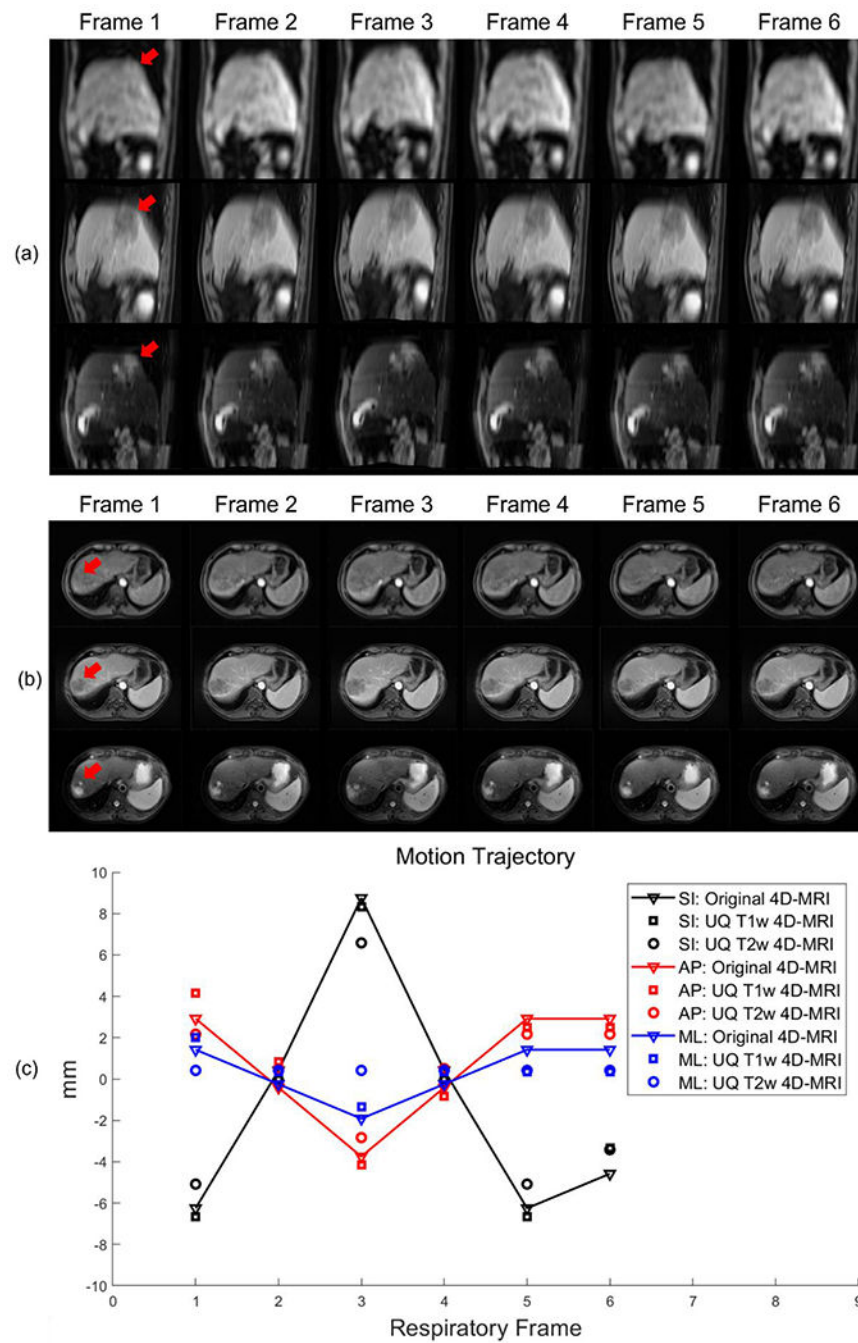 Frame 1 Frame 2 Frame 3 Frame 4 Frame 5 Frame 6
(a)
Frame 1 Frame 2 Frame 3 Frame 4 Frame 5 Frame 6
(b)
Motion Trajectory
10
8
6
4
2
0
-2
-4
-6
-8
-10
mm
(c)
SI: Original 4D-MRI
SI: UQ T1w 4D-MRI
SI: UQ T2w 4D-MRI
AP: Original 4D-MRI
AP: UQ T1w 4D-MRI
AP: UQ T2w 4D-MRI
ML: Original 4D-MRI
ML: UQ T1w 4D-MRI
ML: UQ T2w 4D-MRI
0 1 2 3 4 5 6 7 8 9
Respiratory Frame